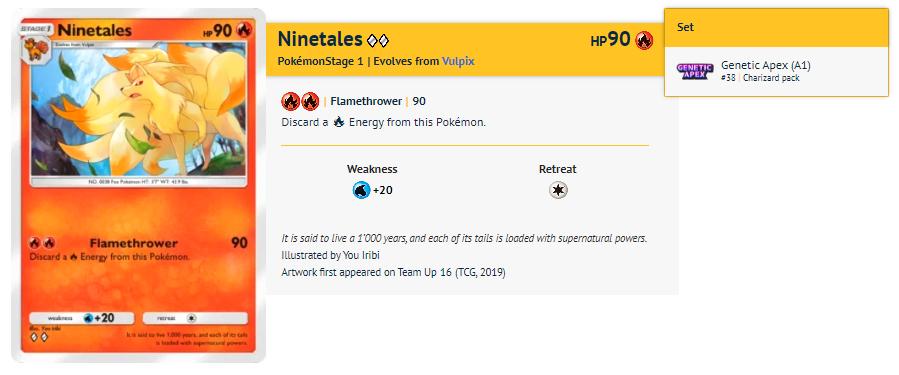 STAGE 1 Ninetales HP 90
Evolves from Vulpix
NO. 0038 Fox Pokémon HT: 3'7" WT: 43.9 lbs.
Flamethrower 90
Discard a Energy from this Pokémon.
weakness +20 retreat
Illus. You Iribi
It is said to live 1,000 years, and each of its tails
is loaded with supernatural powers.
Ninetales HP 90
PokémonStage 1 | Evolves from Vulpix
| Flamethrower | 90
Discard a Energy from this Pokémon.
Weakness Retreat
+20
It is said to live a 1'000 years, and each of its tails is loaded with supernatural powers.
Illustrated by You Iribi
Artwork first appeared on Team Up 16 (TCG, 2019)
Set
GENETIC APEX
Genetic Apex (A1)
#38 | Charizard pack